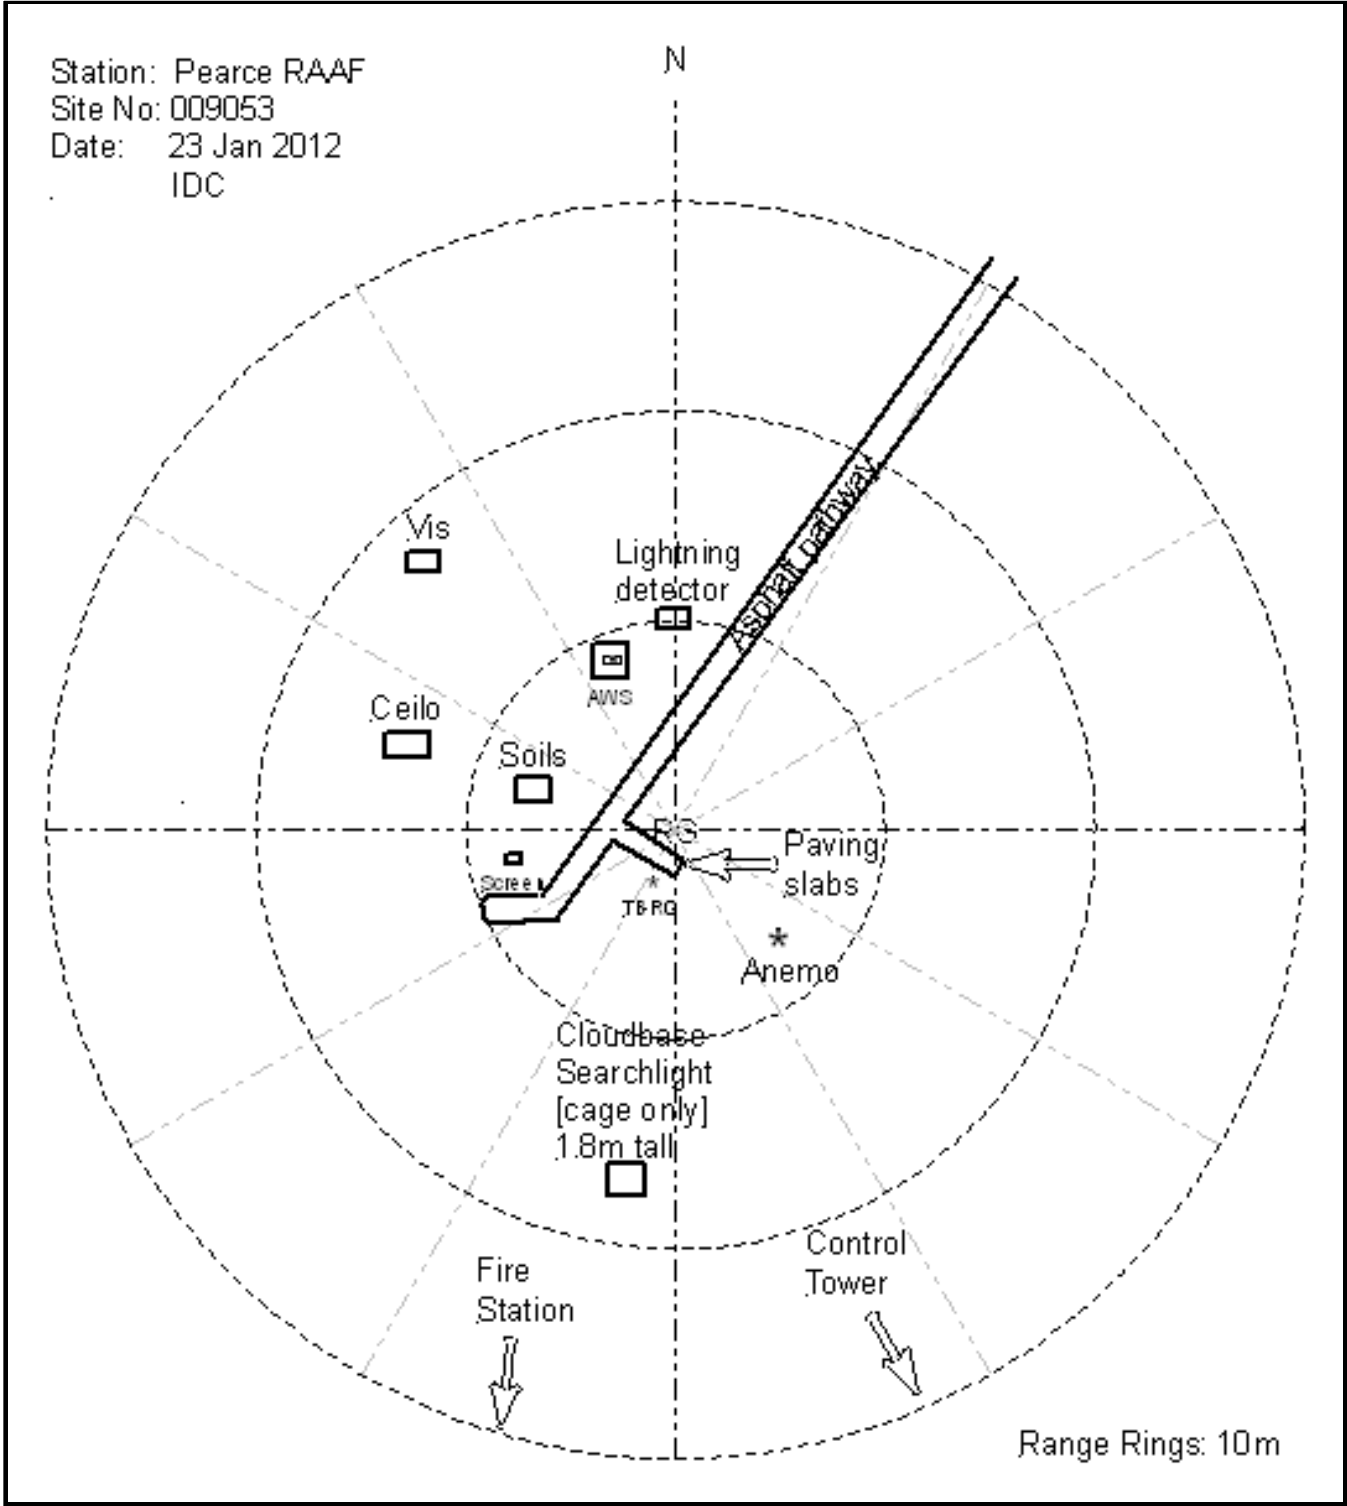 N
Station: Pearce RAAF
Site No: 009053
Date: 23 Jan 2012
IDC
Vis
Lightning
detector
Asphalt pathway
AWS
Ceilo
Soils
RG
Paving
slabs
Screen
TBRG
Anemo
Cloudbase
Searchlight
[cage only]
1.8m tall
Control
Tower
Fire
Station
Range Rings: 10m